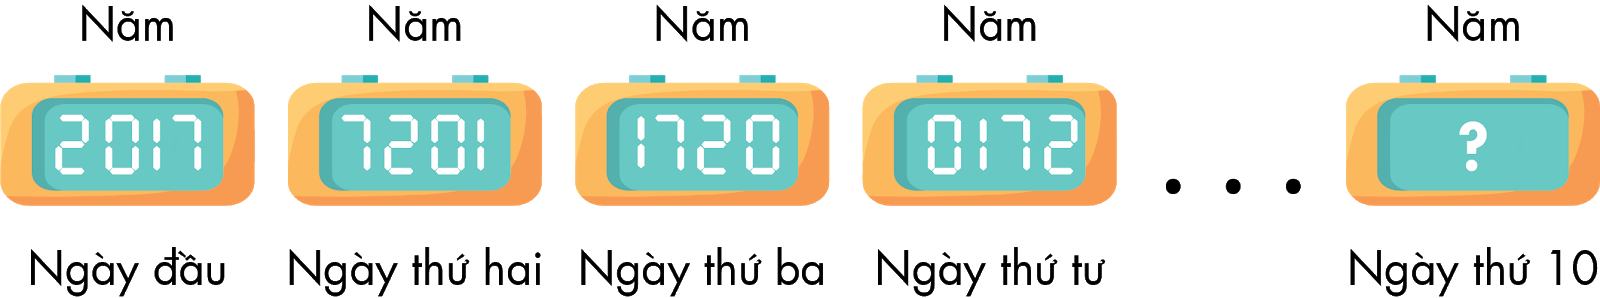 Năm Năm Năm Năm Năm
2017 7201 1720 0172 . . . ?
Ngày đầu Ngày thứ hai Ngày thứ ba Ngày thứ tư Ngày thứ 10